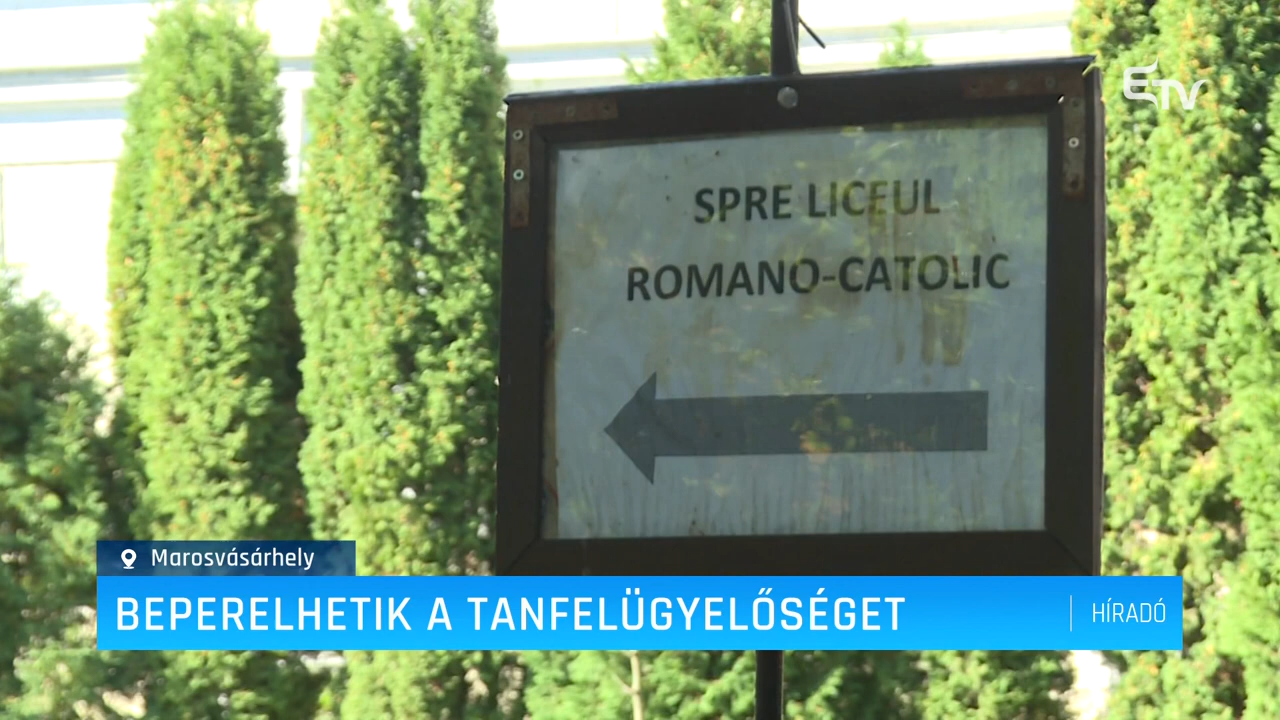 ETV
SPRE LICEUL
ROMANO-CATOLIC
Marosvásárhely
BEPERELHETIK A TANFELÜGYELŐSÉGET
HÍRADÓ